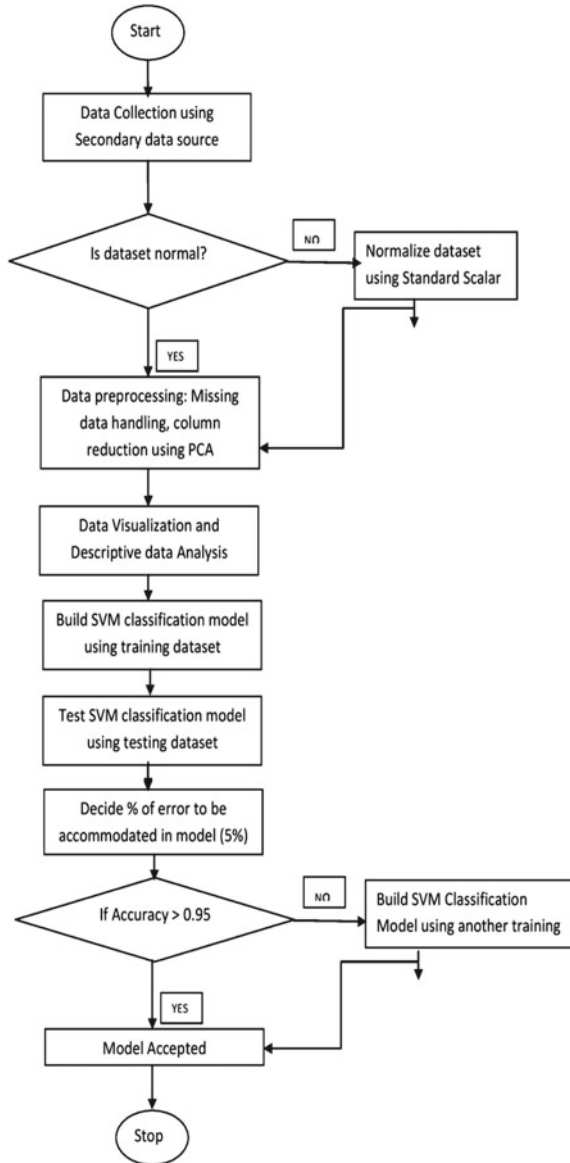 Start
Data Collection using
Secondary data source
Is dataset normal?
NO
Normalize dataset
using Standard Scalar
YES
Data preprocessing: Missing
data handling, column
reduction using PCA
Data Visualization and
Descriptive data Analysis
Build SVM classification model
using training dataset
Test SVM classification model
using testing dataset
Decide % of error to be
accommodated in model (5%)
If Accuracy > 0.95
NO
Build SVM Classification
Model using another training
YES
Model Accepted
Stop